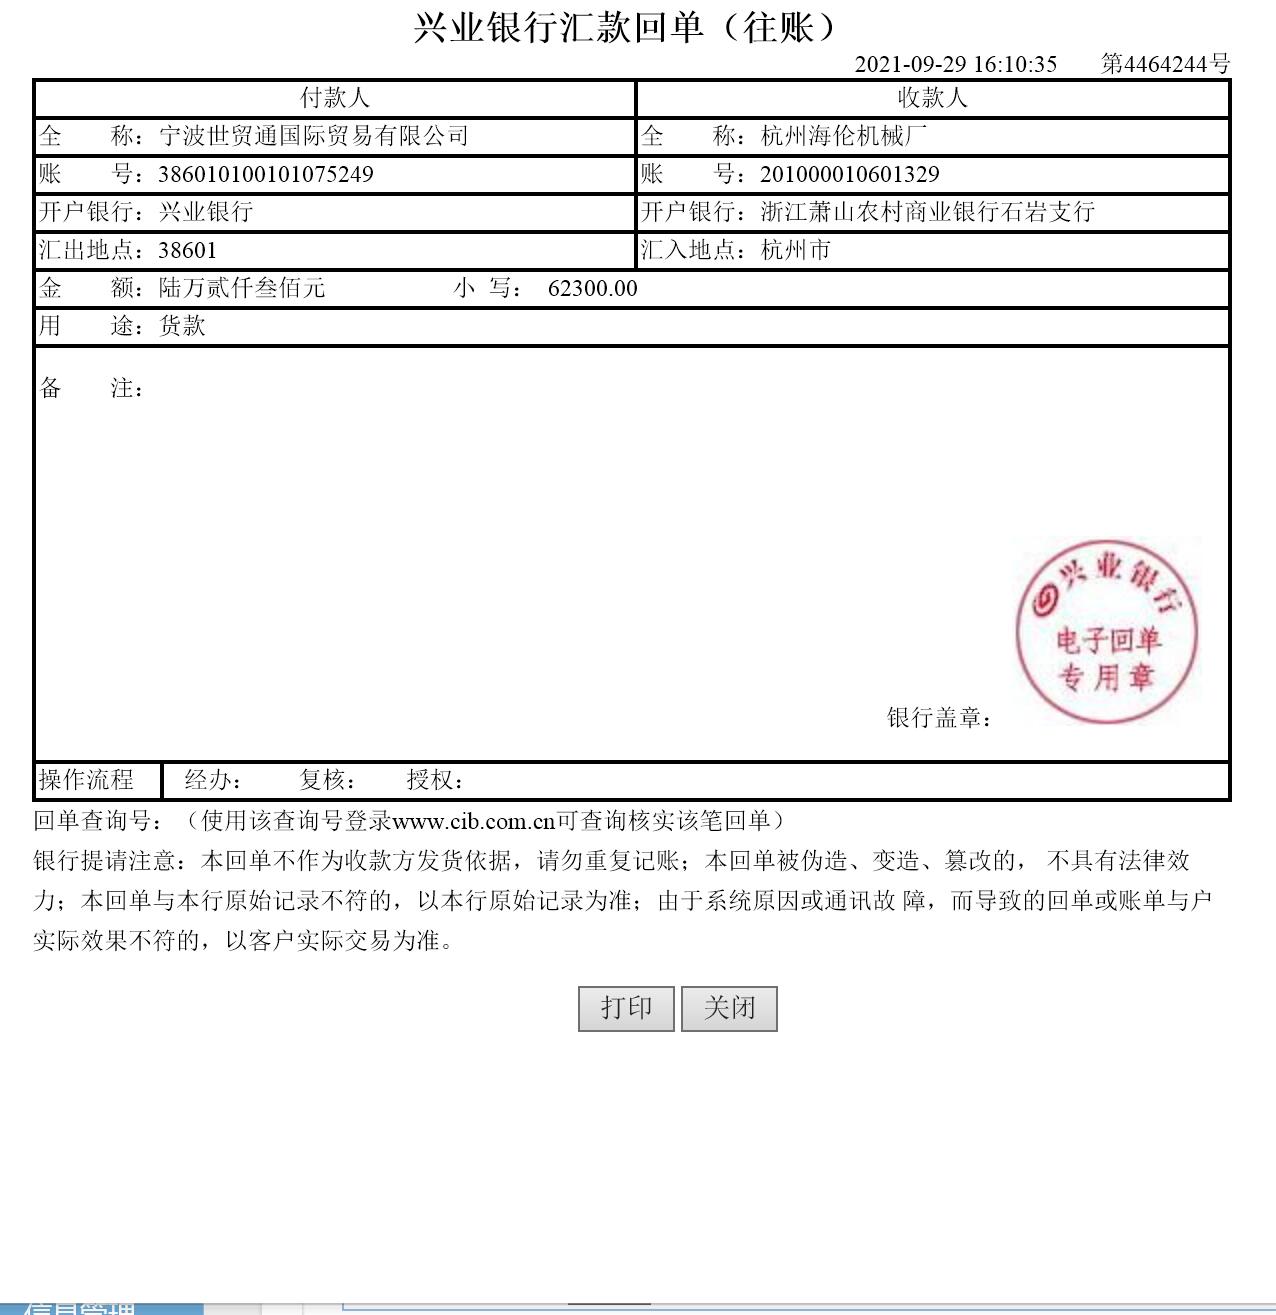 兴业银行汇款回单（往账）
2021-09-29 16:10:35 第4464244号
付款人 收款人
全 称：宁波世贸通国际贸易有限公司 全 称：杭州海伦机械厂
账 号：386010100101075249 账 号：201000010601329
开户银行：兴业银行 开户银行：浙江萧山农村商业银行石岩支行
汇出地点：38601 汇入地点：杭州市
金 额：陆万贰仟叁佰元 小 写： 62300.00
用 途：货款
备 注：
兴业银行
电子回单
专用章
银行盖章：
操作流程 经办： 复核： 授权：
回单查询号：（使用该查询号登录www.cib.com.cn可查询核实该笔回单）
银行提请注意：本回单不作为收款方发货依据，请勿重复记账；本回单被伪造、变造、篡改的， 不具有法律效
力；本回单与本行原始记录不符的，以本行原始记录为准；由于系统原因或通讯故 障，而导致的回单或账单与户
实际效果不符的，以客户实际交易为准。
打印 关闭
信息管理